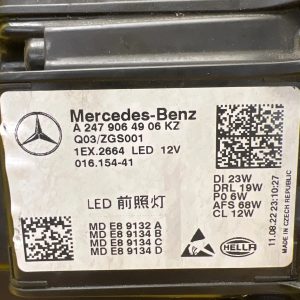 Mercedes-Benz
A 247 906 49 06 KZ
Q03/ZGS001
1EX.2664 LED 12V
016.154-41
DI 23W
DRL 19W
P0 6W
AFS 68W
CL 12W
LED 前照灯
MD E8 9132 A
MD E8 9134 B
MD E8 9134 C
MD E8 9134 D
HELLA
11.08.22 23:10:27
MADE IN CZECH REPUBLIC